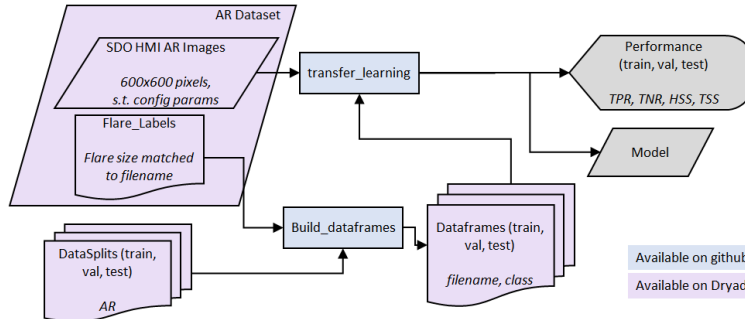 AR Dataset
SDO HMI AR Images
600x600 pixels,
s.t. config params
Flare_Labels
Flare size matched
to filename
transfer_learning
Performance
(train, val, test)
TPR, TNR, HSS, TSS
Model
DataSplits (train,
val, test)
AR
Build_dataframes
Dataframes (train,
val, test)
filename, class
Available on github
Available on Dryad